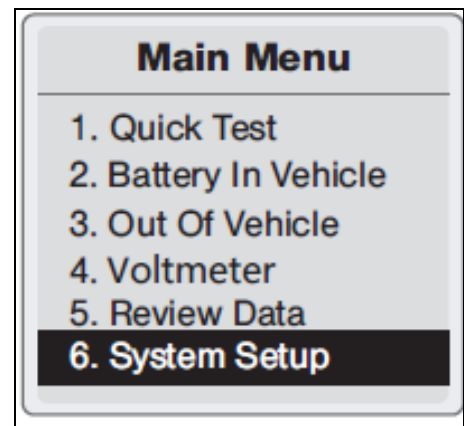 Main Menu
1. Quick Test
2. Battery In Vehicle
3. Out Of Vehicle
4. Voltmeter
5. Review Data
6. System Setup